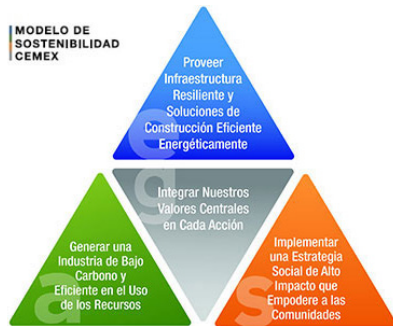 MODELO DE
SOSTENIBILIDAD
CEMEX
Proveer
Infraestructura
Resiliente y
Soluciones de
Construcción Eficiente
Energéticamente
e
g
Integrar Nuestros
Valores Centrales
en Cada Acción
Generar una
Industria de Bajo
Carbono y
Eficiente en el Uso
de los Recursos
a
Implementar
una Estrategia
Social de Alto
Impacto que
Empodere a las
Comunidades
s